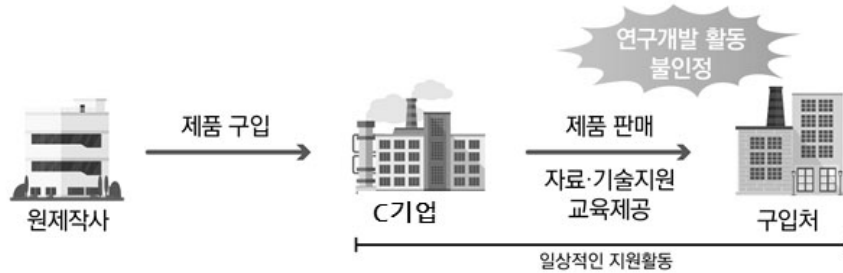 연구개발 활동
불인정
제품 구입
제품 판매
자료·기술지원
교육제공
원제작사
C기업
구입처
일상적인 지원활동